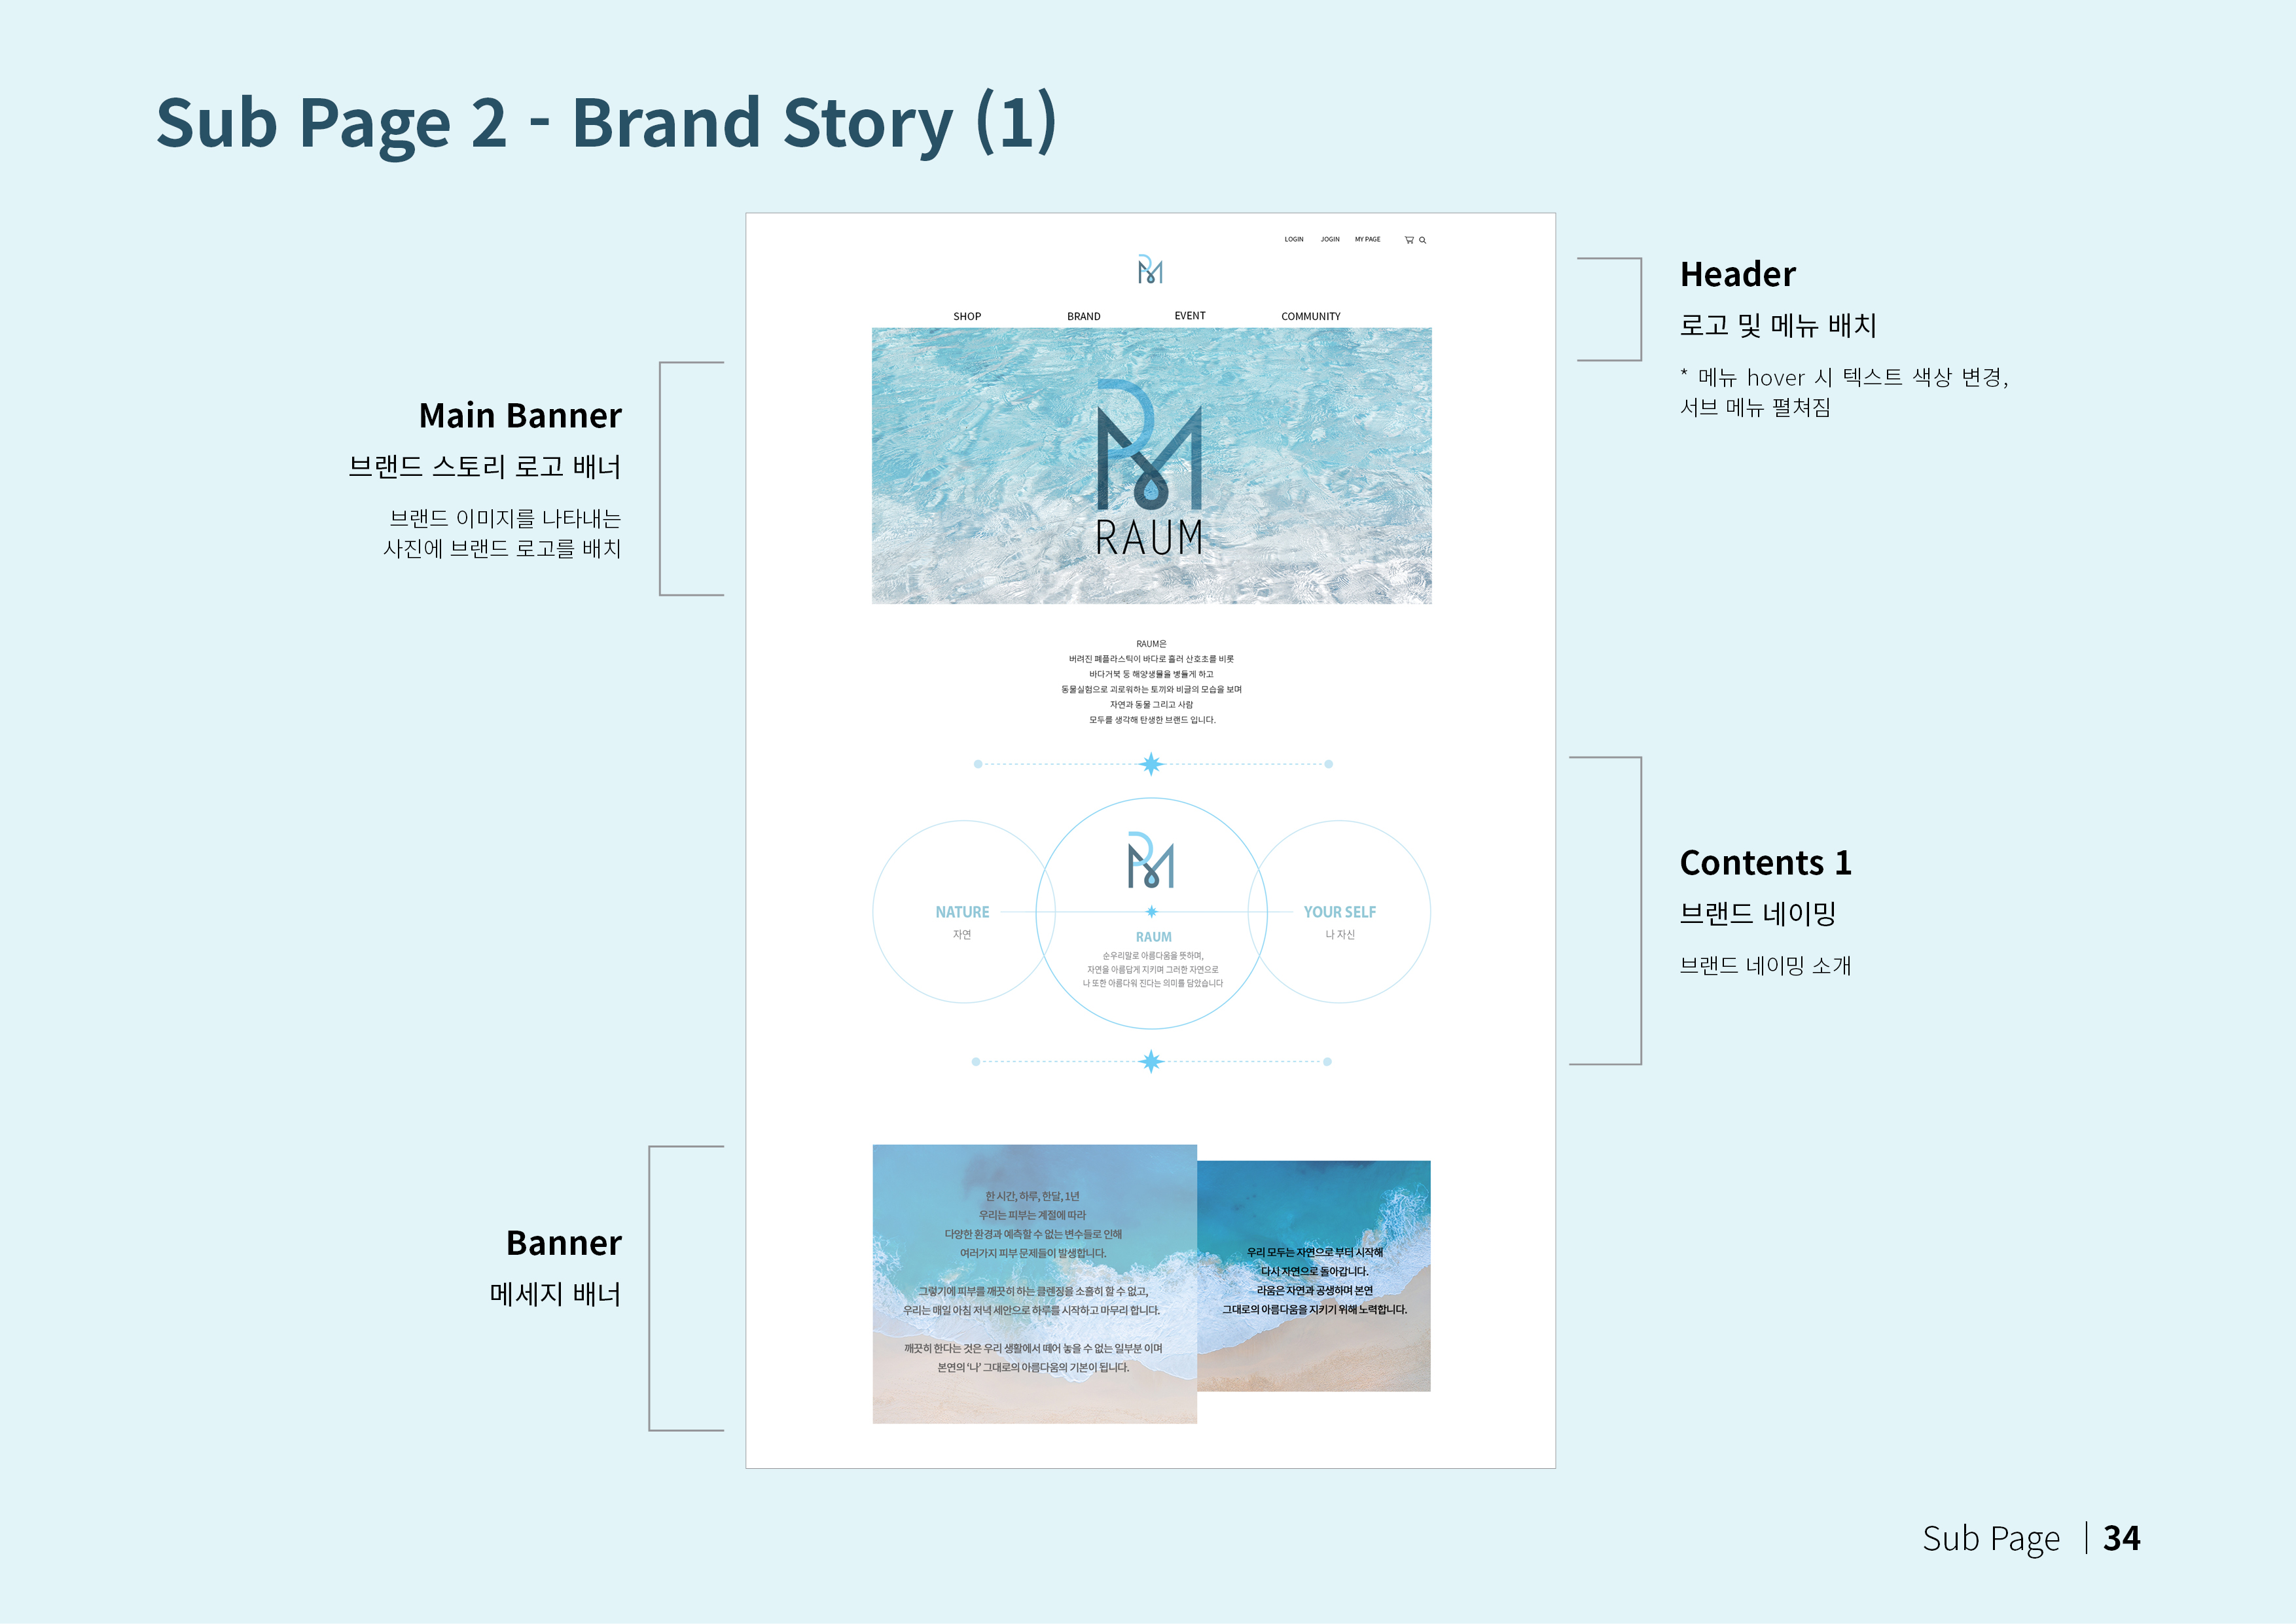 Sub Page 2 - Brand Story (1)
LOGIN JOGIN MY PAGE
SHOP BRAND EVENT COMMUNITY
RAUM
Header
로고 및 메뉴 배치
* 메뉴 hover 시 텍스트 색상 변경,
서브 메뉴 펼쳐짐
Main Banner
브랜드 스토리 로고 배너
브랜드 이미지를 나타내는
사진에 브랜드 로고를 배치
RAUM은
버려진 폐플라스틱이 바다로 흘러 산호초를 비롯
바다거북 등 해양생물을 병들게 하고
동물실험으로 괴로워하는 토끼와 비글의 모습을 보며
자연과 동물 그리고 사람
모두를 생각해 탄생한 브랜드 입니다.
NATURE
자연
RAUM
순우리말로 아름다움을 뜻하며,
자연을 아름답게 지키며 그러한 자연으로
나 또한 아름다워 진다는 의미를 담았습니다
YOUR SELF
나 자신
Contents 1
브랜드 네이밍
브랜드 네이밍 소개
Banner
메세지 배너
한 시간, 하루, 한달, 1년
우리는 피부는 계절에 따라
다양한 환경과 예측할 수 없는 변수들로 인해
여러가지 피부 문제들이 발생합니다.
그렇기에 피부를 깨끗히 하는 클렌징을 소홀히 할 수 없고,
우리는 매일 아침 저녁 세안으로 하루를 시작하고 마무리 합니다.
깨끗히 한다는 것은 우리 생활에서 떼어 놓을 수 없는 일부분 이며
본연의 ‘나’ 그대로의 아름다움의 기본이 됩니다.
우리 모두는 자연으로 부터 시작해
다시 자연으로 돌아갑니다.
라움은 자연과 공생하며 본연
그대로의 아름다움을 지키기 위해 노력합니다.
Sub Page | 34